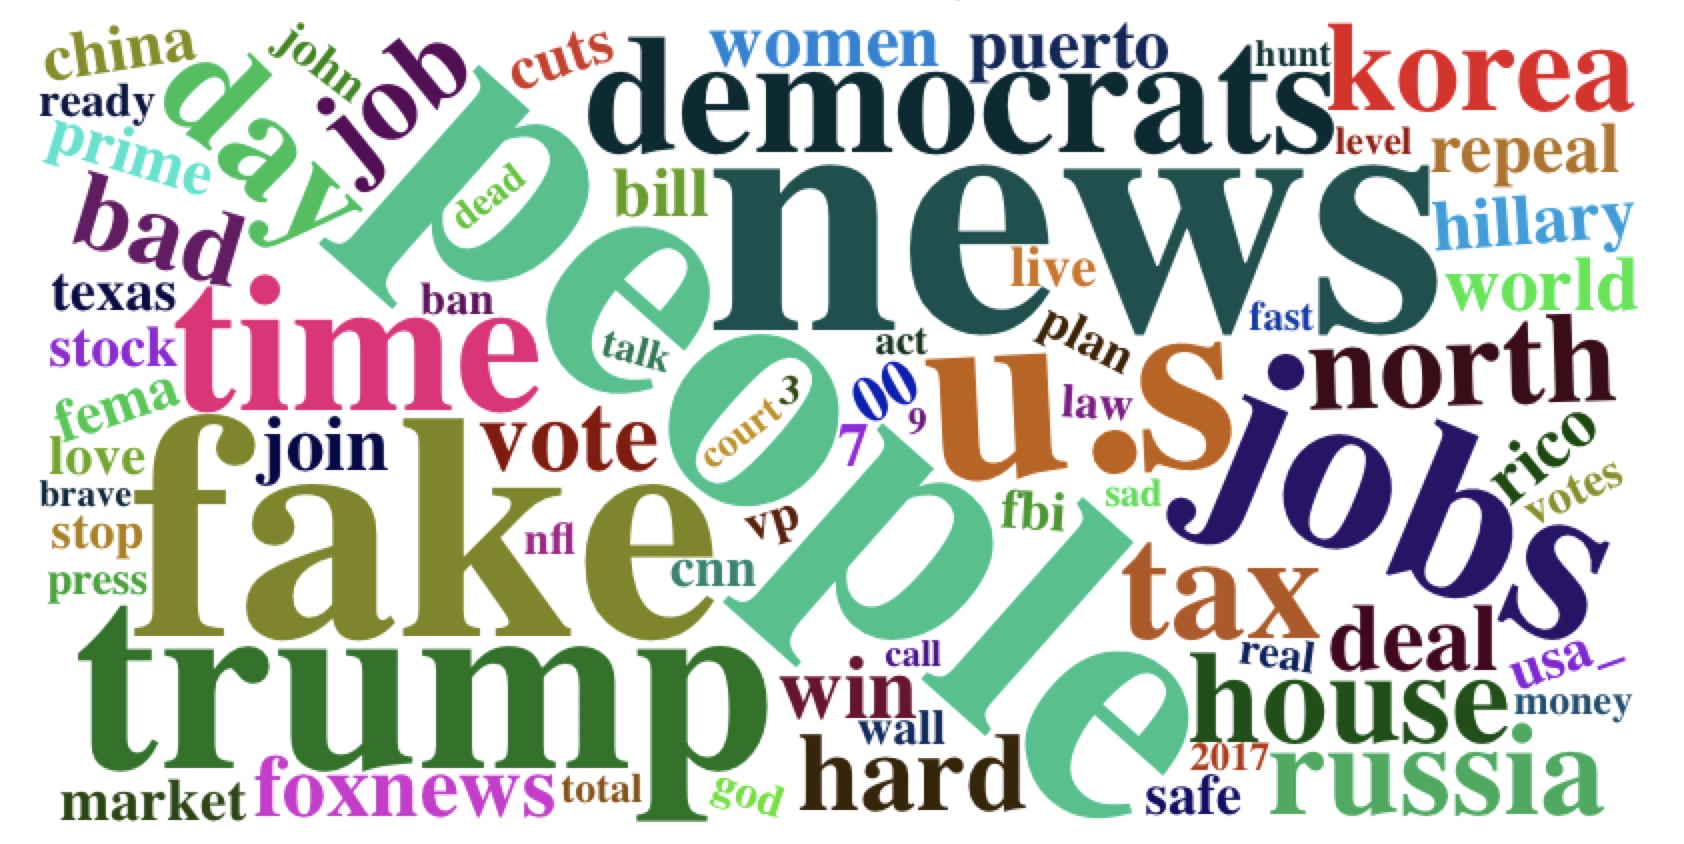 china
john
job
cuts
women
puerto
hunt
korea
ready
day
democrats
level
repeal
prime
people
dead
bill
news
hillary
bad
live
world
texas
time
ban
fast
stock
talk
act
plan
u.s
north
fema
court
3
00
7
9
law
jobs
love
join
vote
rico
brave
fake
votes
stop
nfl
vp
fbi
sad
press
cnn
tax
trump
call
real
deal
usa_
win
house
money
wall
market
foxnews
total
god
hard
2017
safe
russia